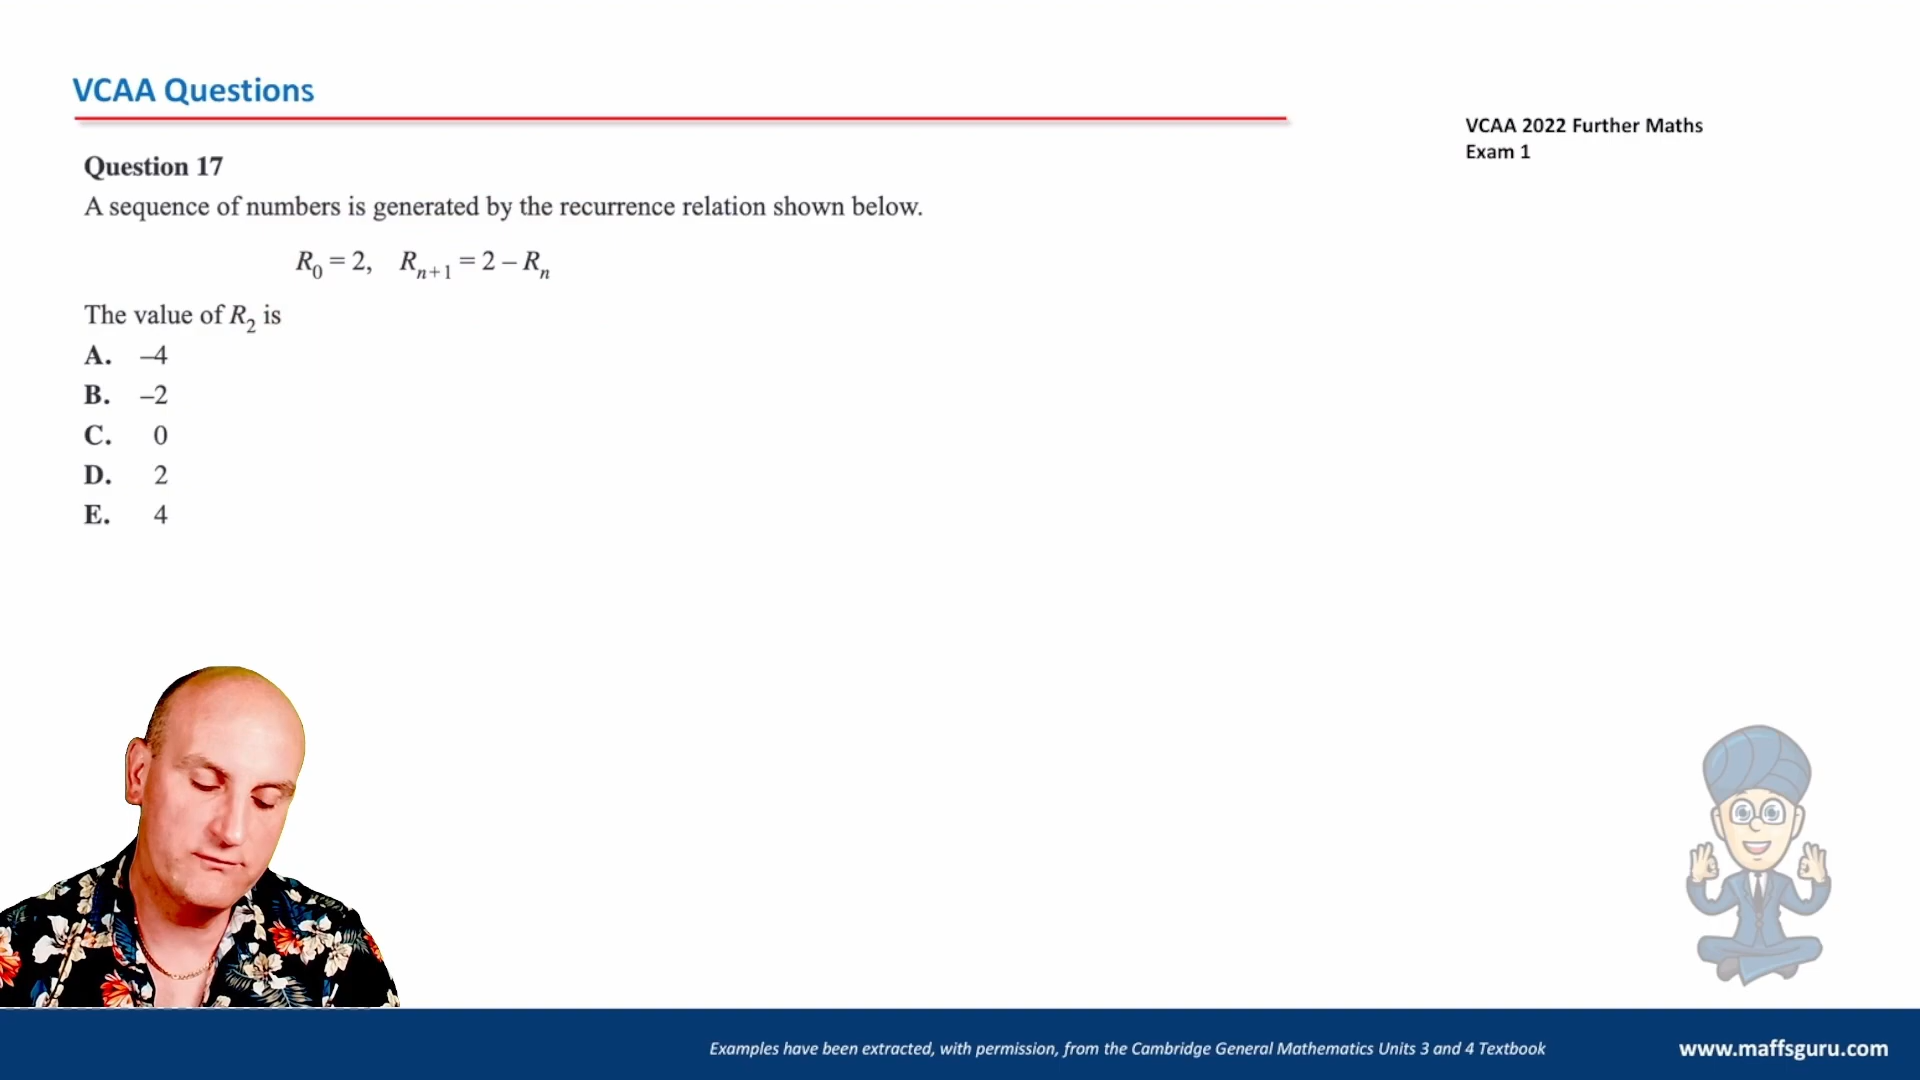 VCAA Questions
VCAA 2022 Further Maths
Exam 1
Question 17
A sequence of numbers is generated by the recurrence relation shown below.
R₀ = 2,   Rₙ₊₁ = 2 – Rₙ
The value of R₂ is
A. –4
B. –2
C. 0
D. 2
E. 4
Examples have been extracted, with permission, from the Cambridge General Mathematics Units 3 and 4 Textbook
www.maffsguru.com